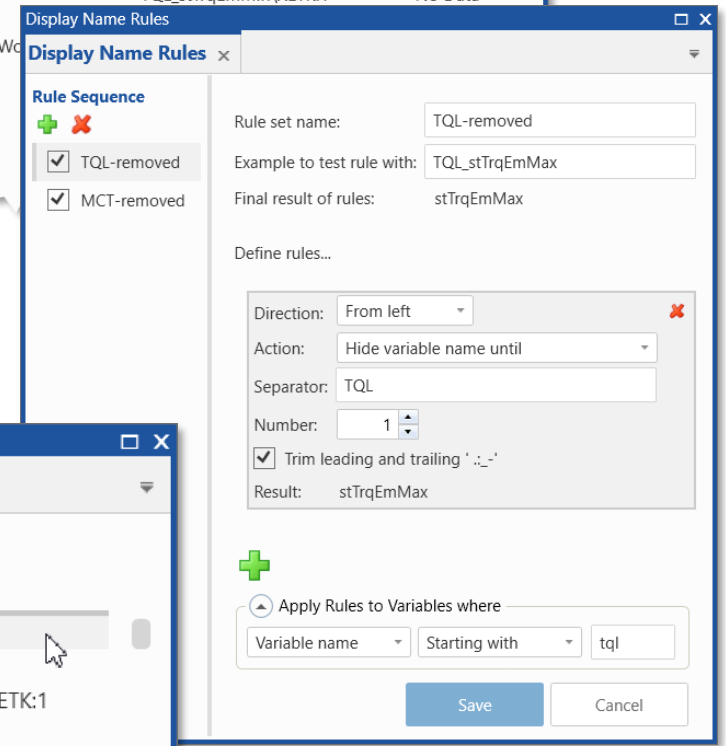 Display Name Rules
Display Name Rules
Rule Sequence
TQL-removed
MCT-removed
Rule set name: TQL-removed
Example to test rule with: TQL_stTrqEmMax
Final result of rules: stTrqEmMax
Define rules...
Direction: From left
Action: Hide variable name until
Separator: TQL
Number: 1
Trim leading and trailing ' .:_-'
Result: stTrqEmMax
Apply Rules to Variables where
Variable name Starting with tql
Save Cancel
ETK:1